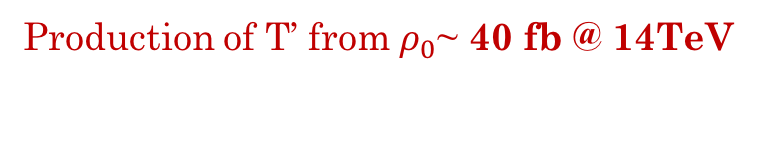 Production of T’ from ρ₀~ 40 fb @ 14TeV